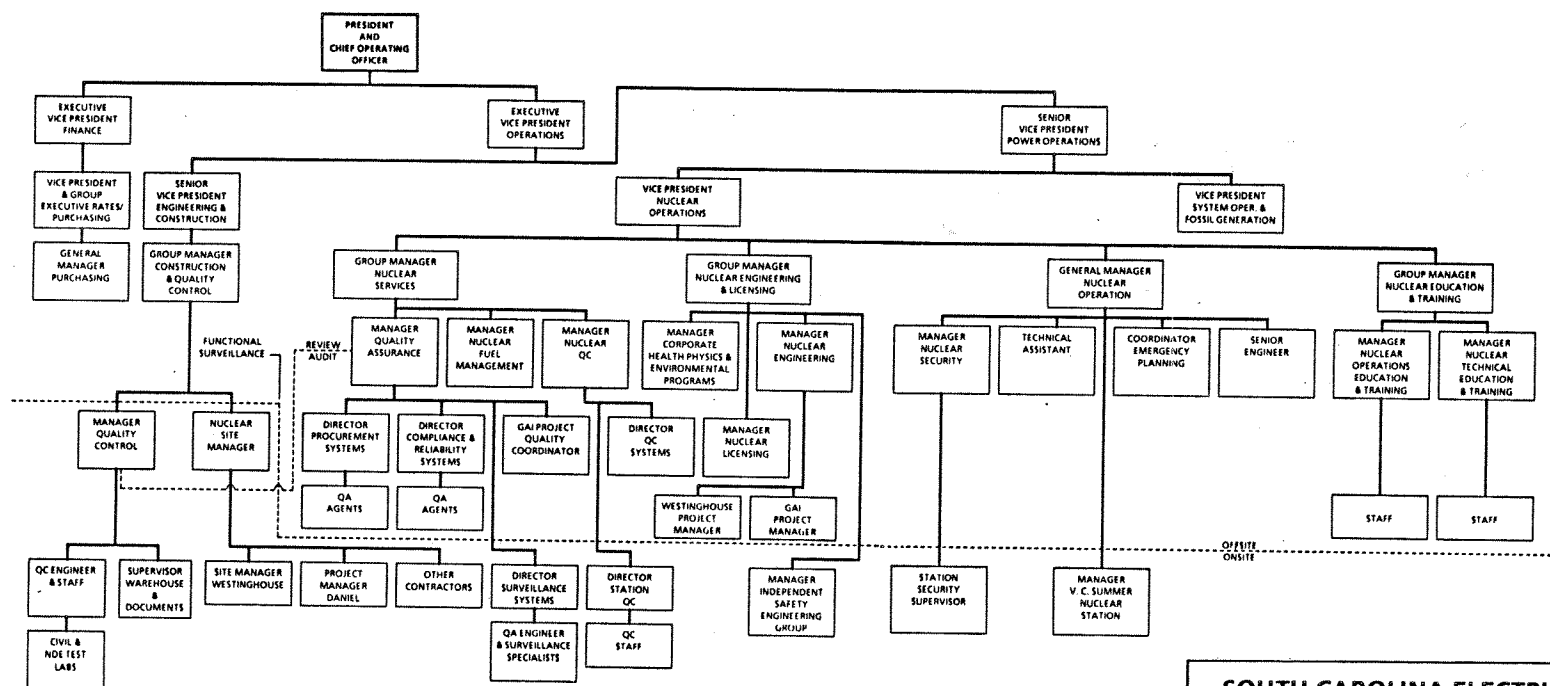 PRESIDENT
AND
CHIEF OPERATING
OFFICER
EXECUTIVE
VICE PRESIDENT
FINANCE
EXECUTIVE
VICE PRESIDENT
OPERATIONS
SENIOR
VICE PRESIDENT
POWER OPERATIONS
VICE PRESIDENT
& GROUP
EXECUTIVE RATES/
PURCHASING
SENIOR
VICE PRESIDENT
ENGINEERING &
CONSTRUCTION
VICE PRESIDENT
NUCLEAR
OPERATIONS
VICE PRESIDENT
SYSTEM OPER. &
FOSSIL GENERATION
GENERAL
MANAGER
PURCHASING
GROUP MANAGER
CONSTRUCTION
& QUALITY
CONTROL
GROUP MANAGER
NUCLEAR
SERVICES
GROUP MANAGER
NUCLEAR ENGINEERING
& LICENSING
GENERAL MANAGER
NUCLEAR
OPERATION
GROUP MANAGER
NUCLEAR EDUCATION
& TRAINING
FUNCTIONAL
SURVEILLANCE
REVIEW
AUDIT
MANAGER
QUALITY
ASSURANCE
MANAGER
NUCLEAR
FUEL
MANAGEMENT
MANAGER
NUCLEAR
QC
MANAGER
CORPORATE
HEALTH PHYSICS &
ENVIRONMENTAL
PROGRAMS
MANAGER
NUCLEAR
ENGINEERING
MANAGER
NUCLEAR
SECURITY
TECHNICAL
ASSISTANT
COORDINATOR
EMERGENCY
PLANNING
SENIOR
ENGINEER
MANAGER
NUCLEAR
OPERATIONS
EDUCATION
& TRAINING
MANAGER
NUCLEAR
TECHNICAL
EDUCATION
& TRAINING
MANAGER
QUALITY
CONTROL
NUCLEAR
SITE
MANAGER
DIRECTOR
PROCUREMENT
SYSTEMS
DIRECTOR
COMPLIANCE &
RELIABILITY
SYSTEMS
GAI PROJECT
QUALITY
COORDINATOR
DIRECTOR
QC
SYSTEMS
MANAGER
NUCLEAR
LICENSING
QA
AGENTS
QA
AGENTS
WESTINGHOUSE
PROJECT
MANAGER
GAI
PROJECT
MANAGER
STAFF
STAFF
OFFSITE
ONSITE
QC ENGINEER
& STAFF
SUPERVISOR
WAREHOUSE
&
DOCUMENTS
SITE MANAGER
WESTINGHOUSE
PROJECT
MANAGER
DANIEL
OTHER
CONTRACTORS
DIRECTOR
SURVEILLANCE
SYSTEMS
DIRECTOR
STATION
QC
MANAGER
INDEPENDENT
SAFETY
ENGINEERING
GROUP
STATION
SECURITY
SUPERVISOR
MANAGER
V. C. SUMMER
NUCLEAR
STATION
CIVIL &
NDE TEST
LABS
QA ENGINEER
& SURVEILLANCE
SPECIALISTS
QC
STAFF
SOUTH CAROLINA ELECTRI